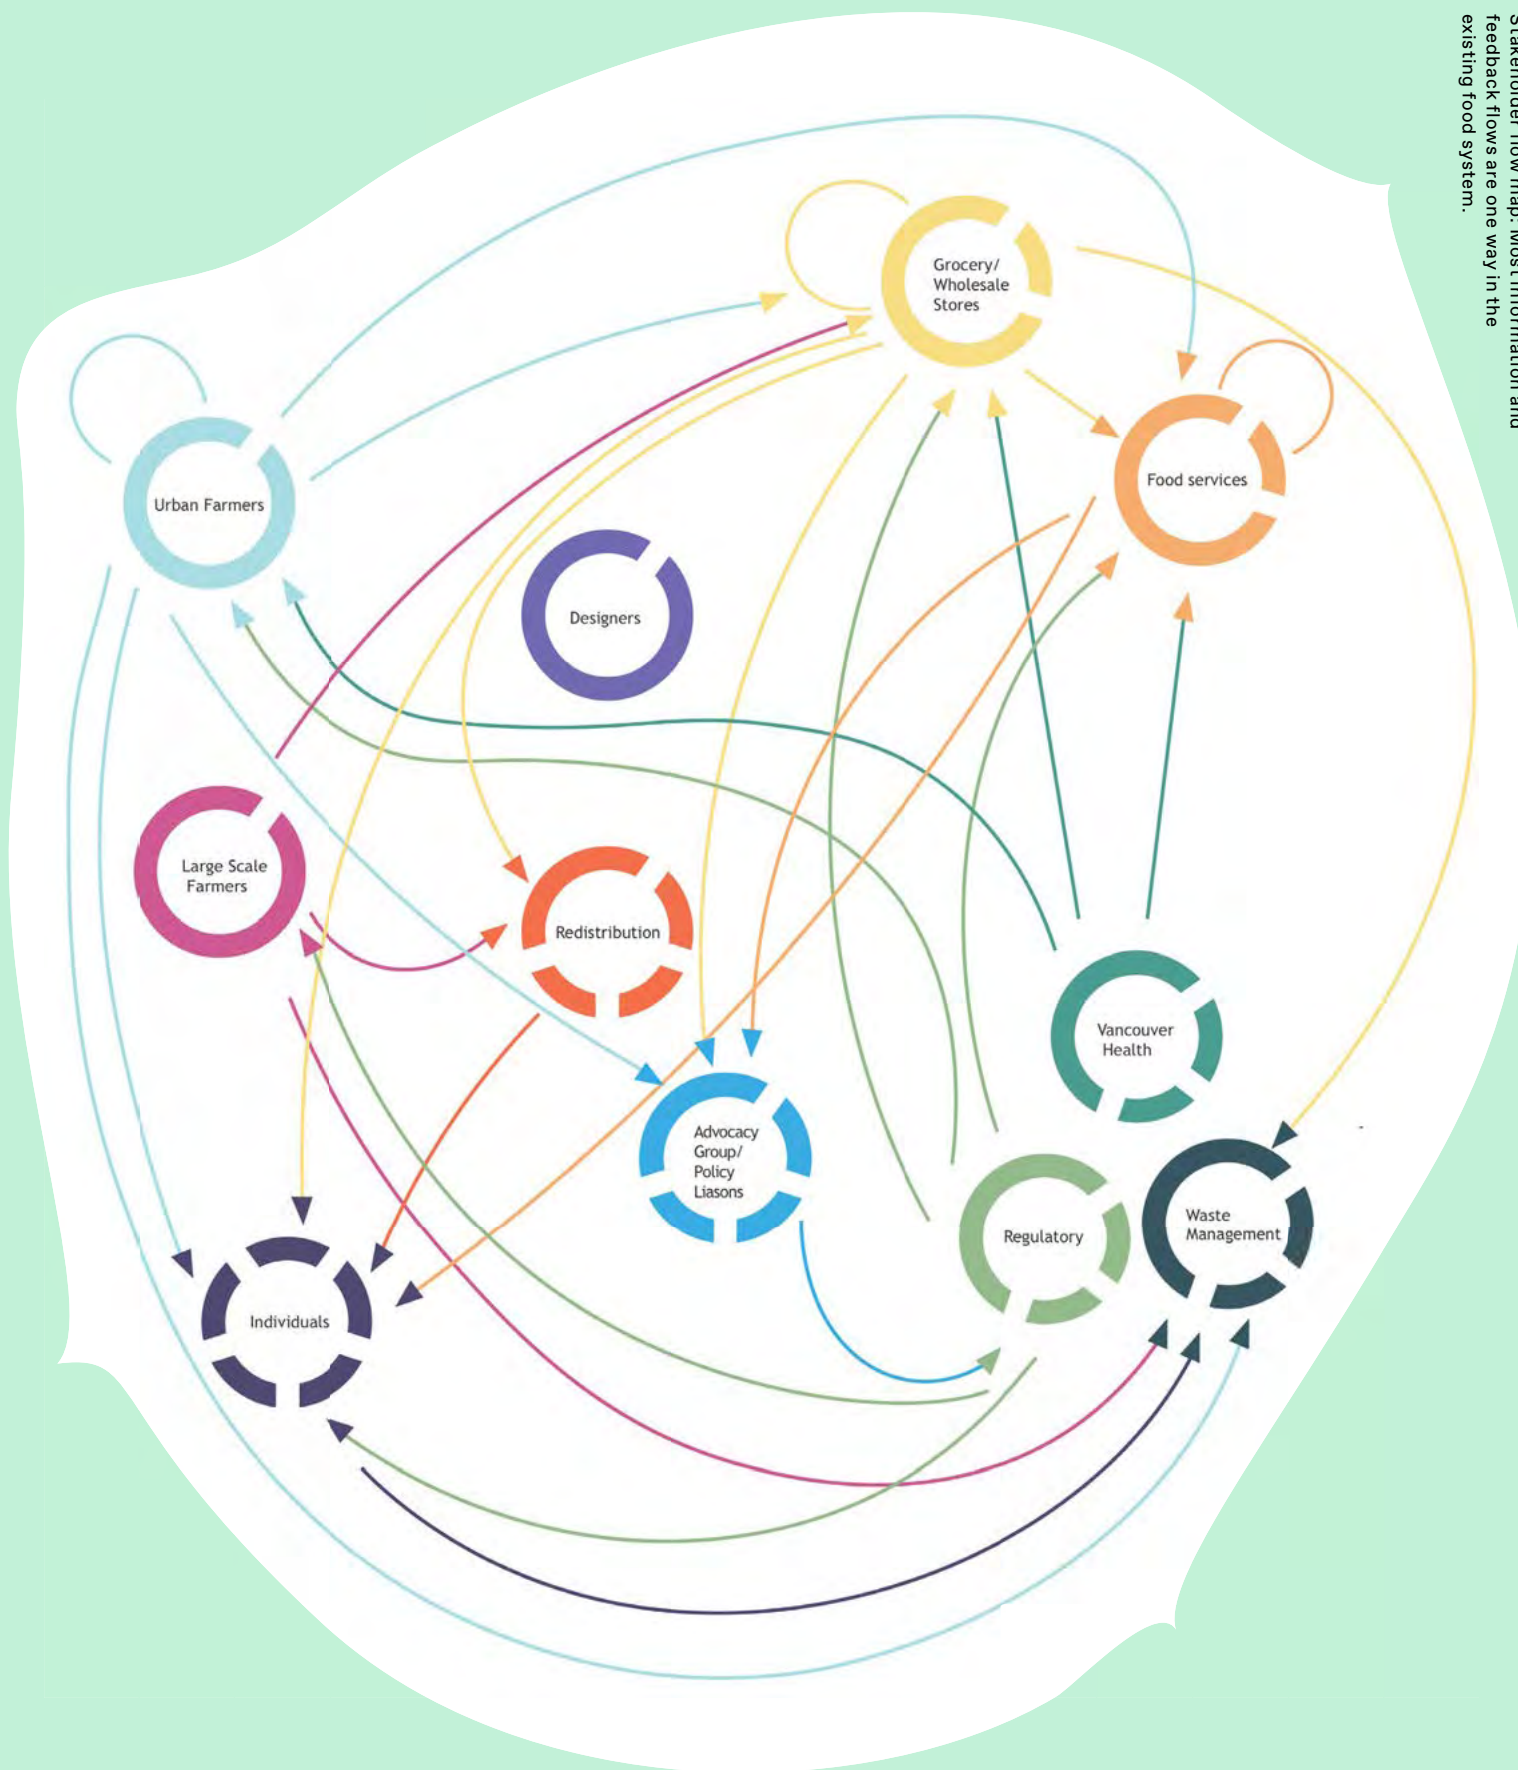 feedback flows are one way in the
existing food system.
Grocery/
Wholesale
Stores
Food services
Urban Farmers
Designers
Large Scale
Farmers
Redistribution
Vancouver
Health
Advocacy
Group/
Policy
Liasons
Regulatory
Waste
Management
Individuals